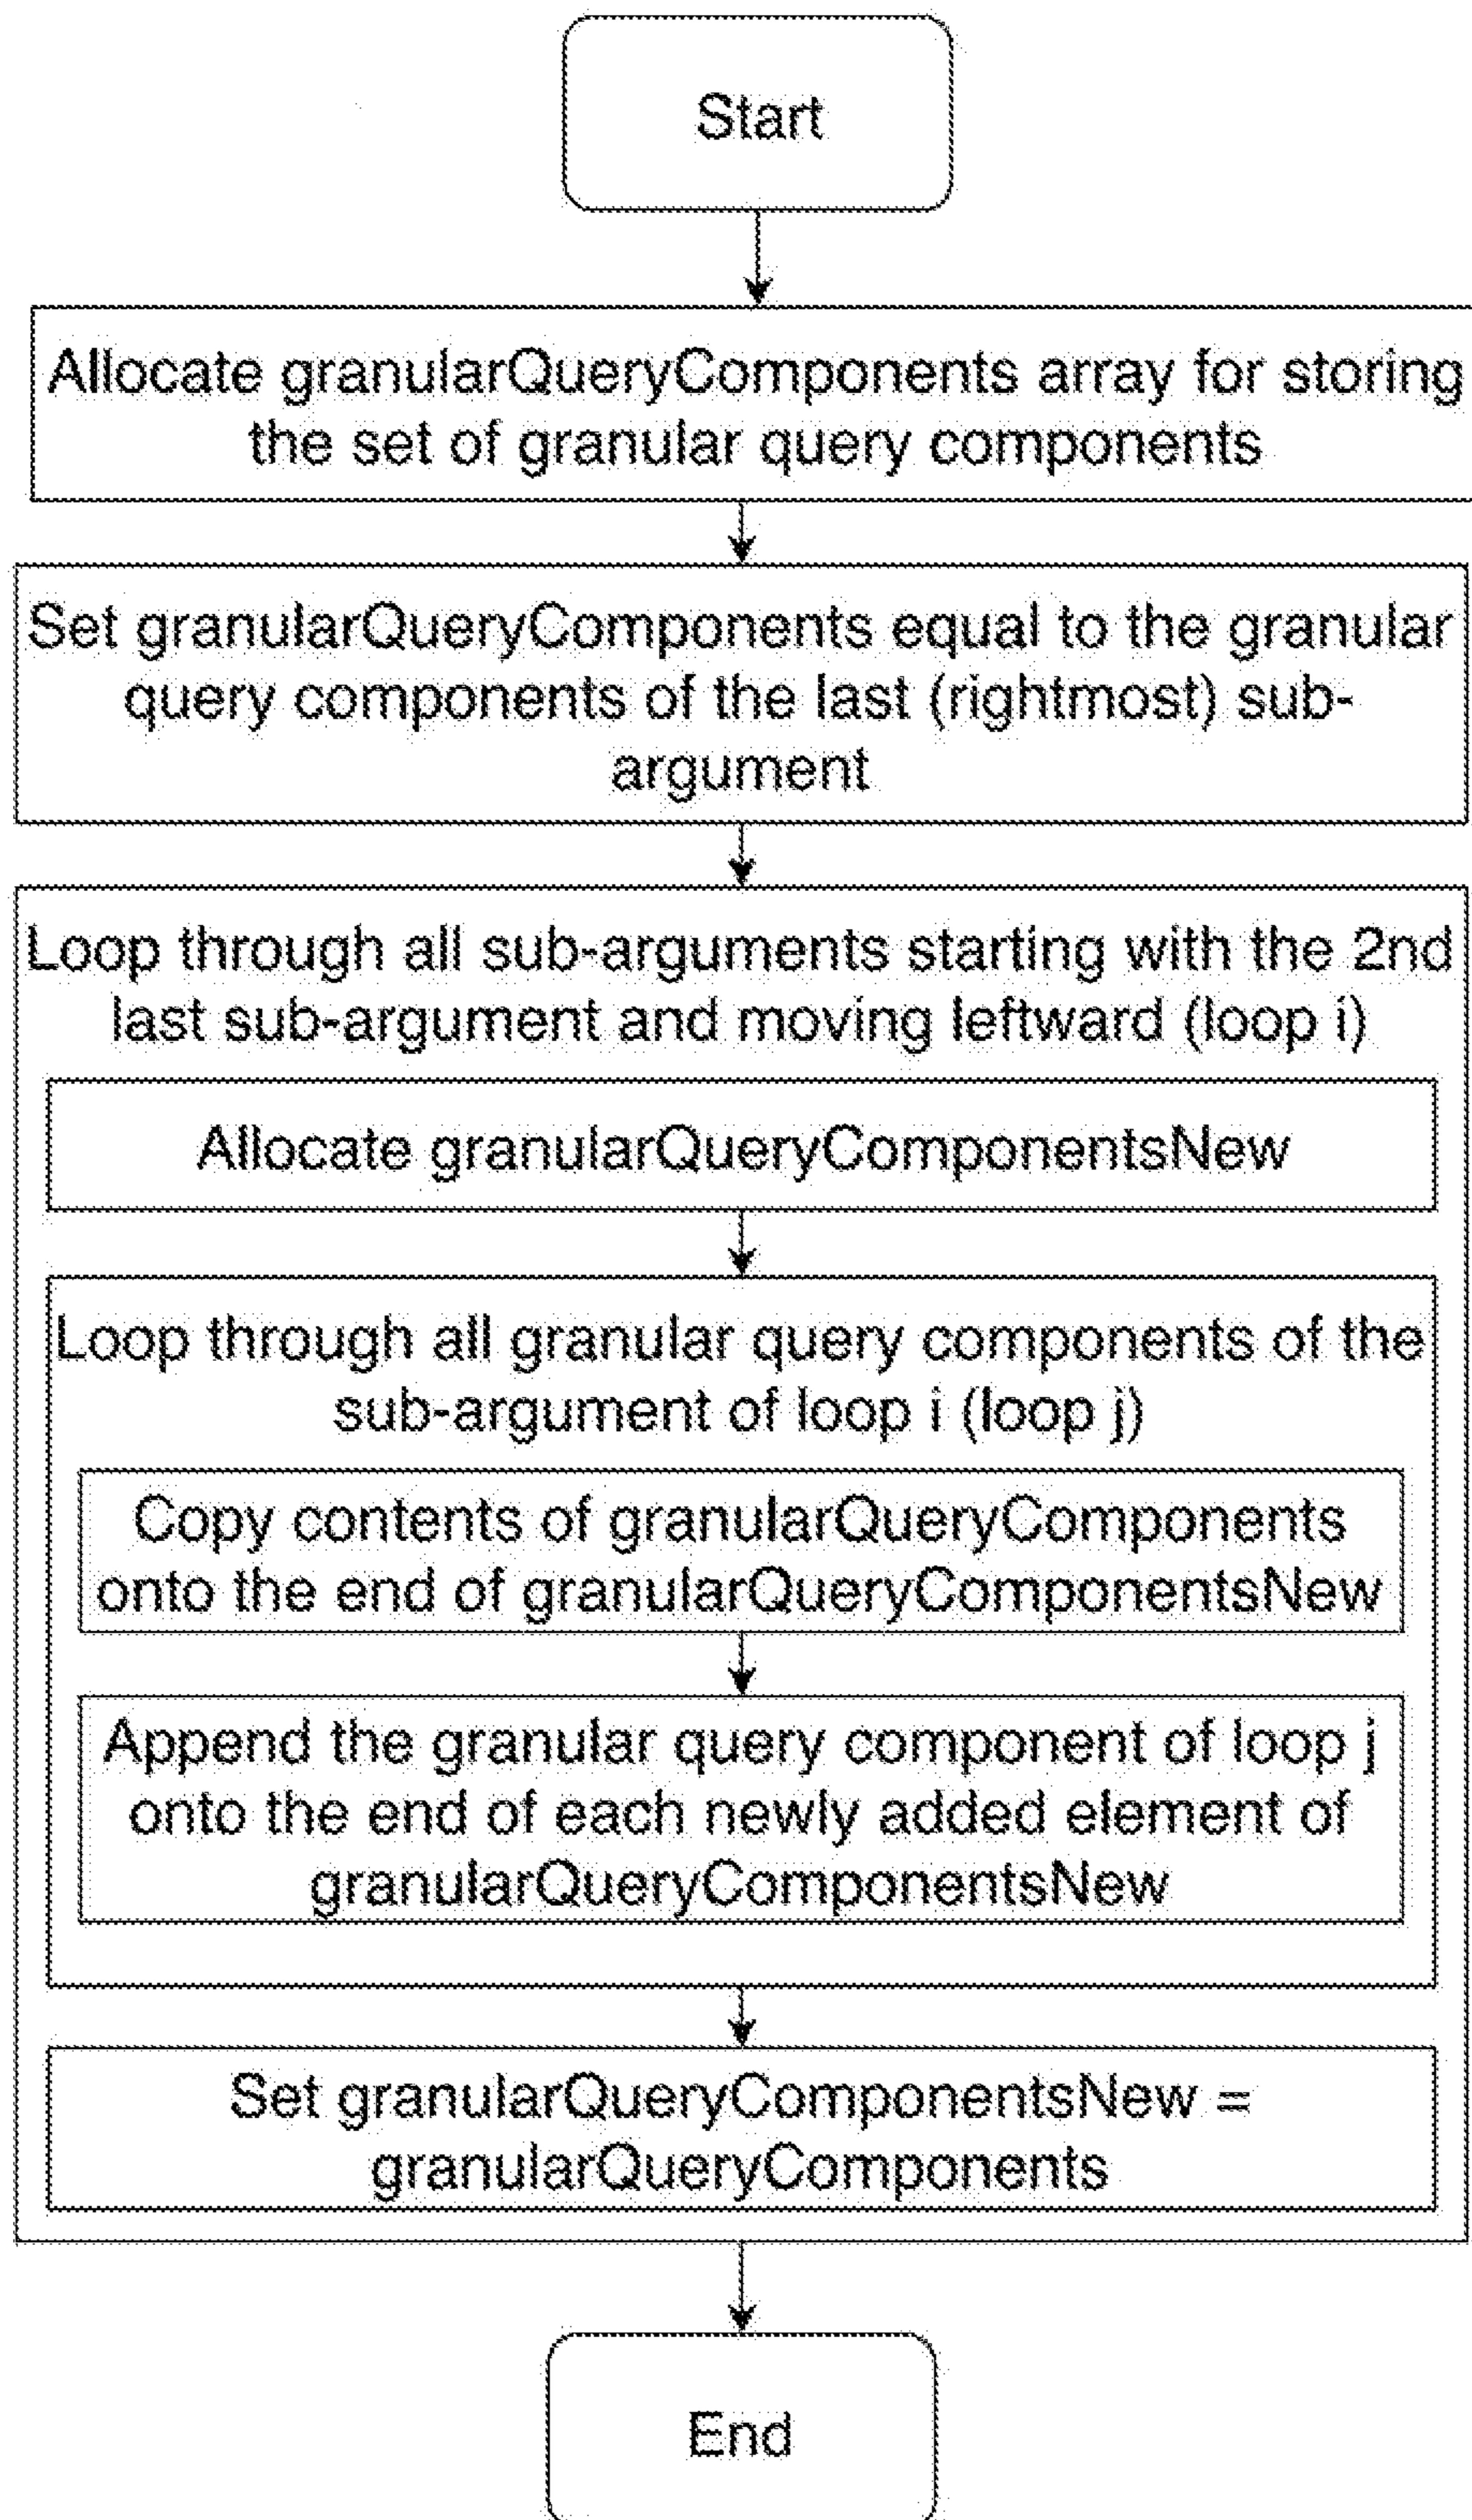 Start
Allocate granularQueryComponents array for storing
the set of granular query components
Set granularQueryComponents equal to the granular
query components of the last (rightmost) sub-
argument
Loop through all sub-arguments starting with the 2nd
last sub-argument and moving leftward (loop i)
Allocate granularQueryComponentsNew
Loop through all granular query components of the
sub-argument of loop i (loop j)
Copy contents of granularQueryComponents
onto the end of granularQueryComponentsNew
Append the granular query component of loop j
onto the end of each newly added element of
granularQueryComponentsNew
Set granularQueryComponentsNew =
granularQueryComponents
End